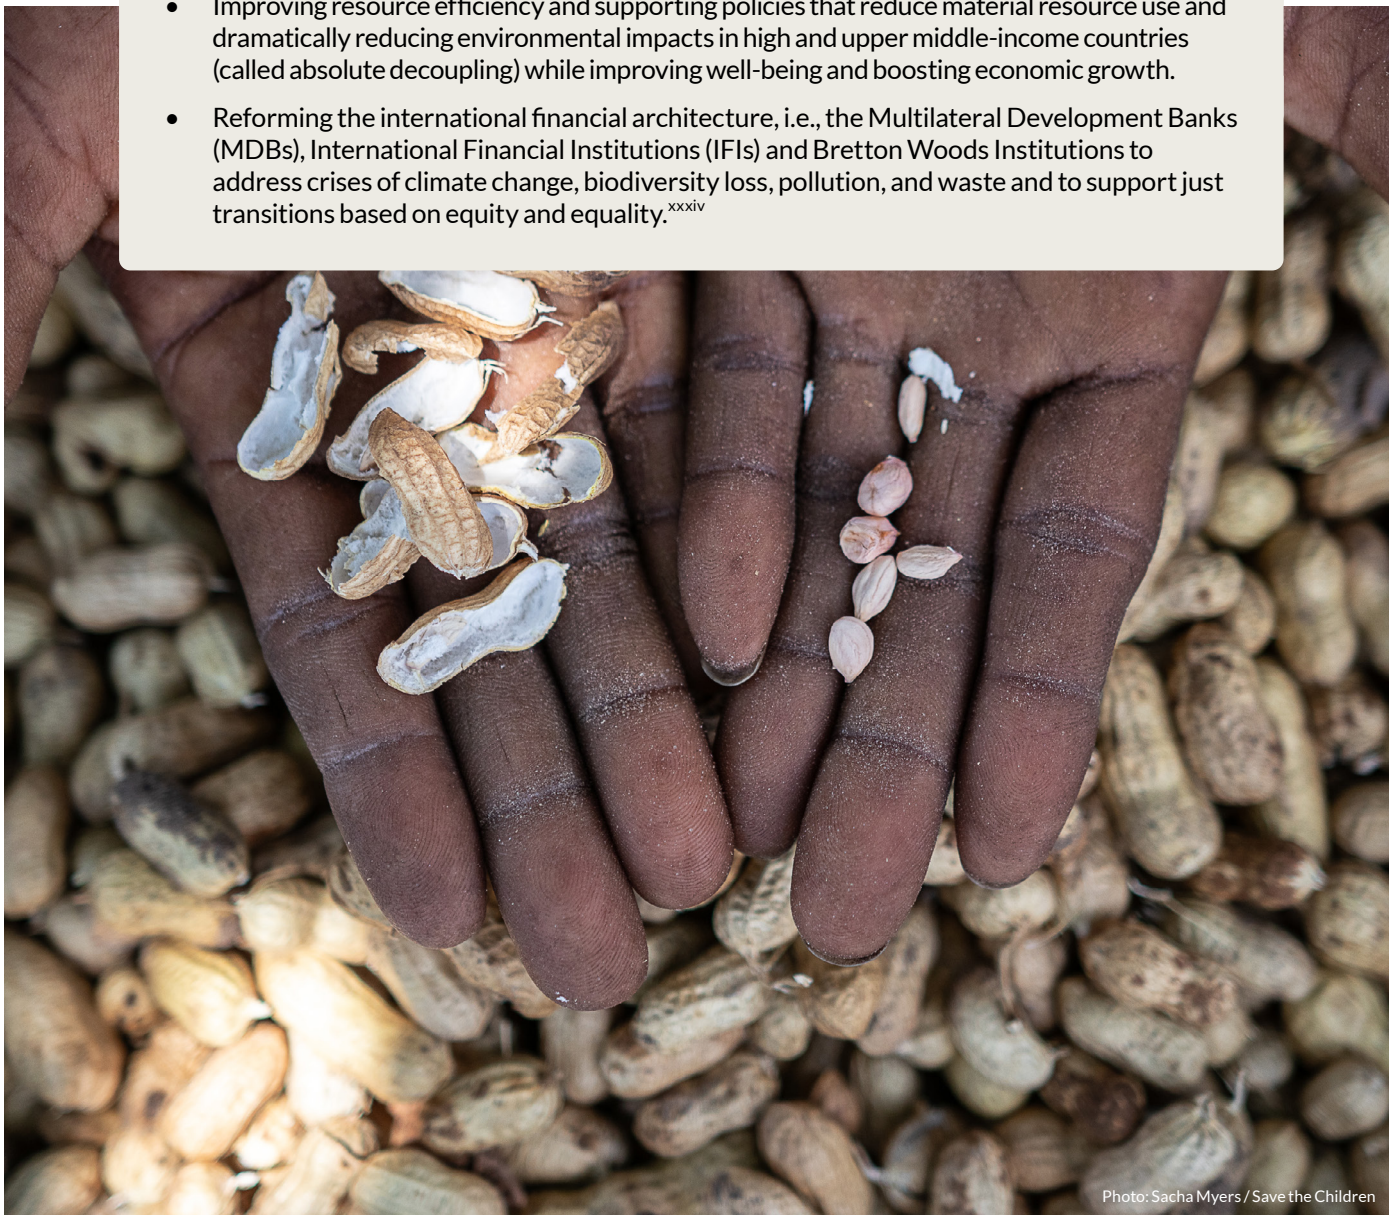 • Improving resource efficiency and supporting policies that reduce material resource use and
dramatically reducing environmental impacts in high and upper middle-income countries
(called absolute decoupling) while improving well-being and boosting economic growth.
• Reforming the international financial architecture, i.e., the Multilateral Development Banks
(MDBs), International Financial Institutions (IFIs) and Bretton Woods Institutions to
address crises of climate change, biodiversity loss, pollution, and waste and to support just
transitions based on equity and equality.xxxiv
Photo: Sacha Myers / Save the Children